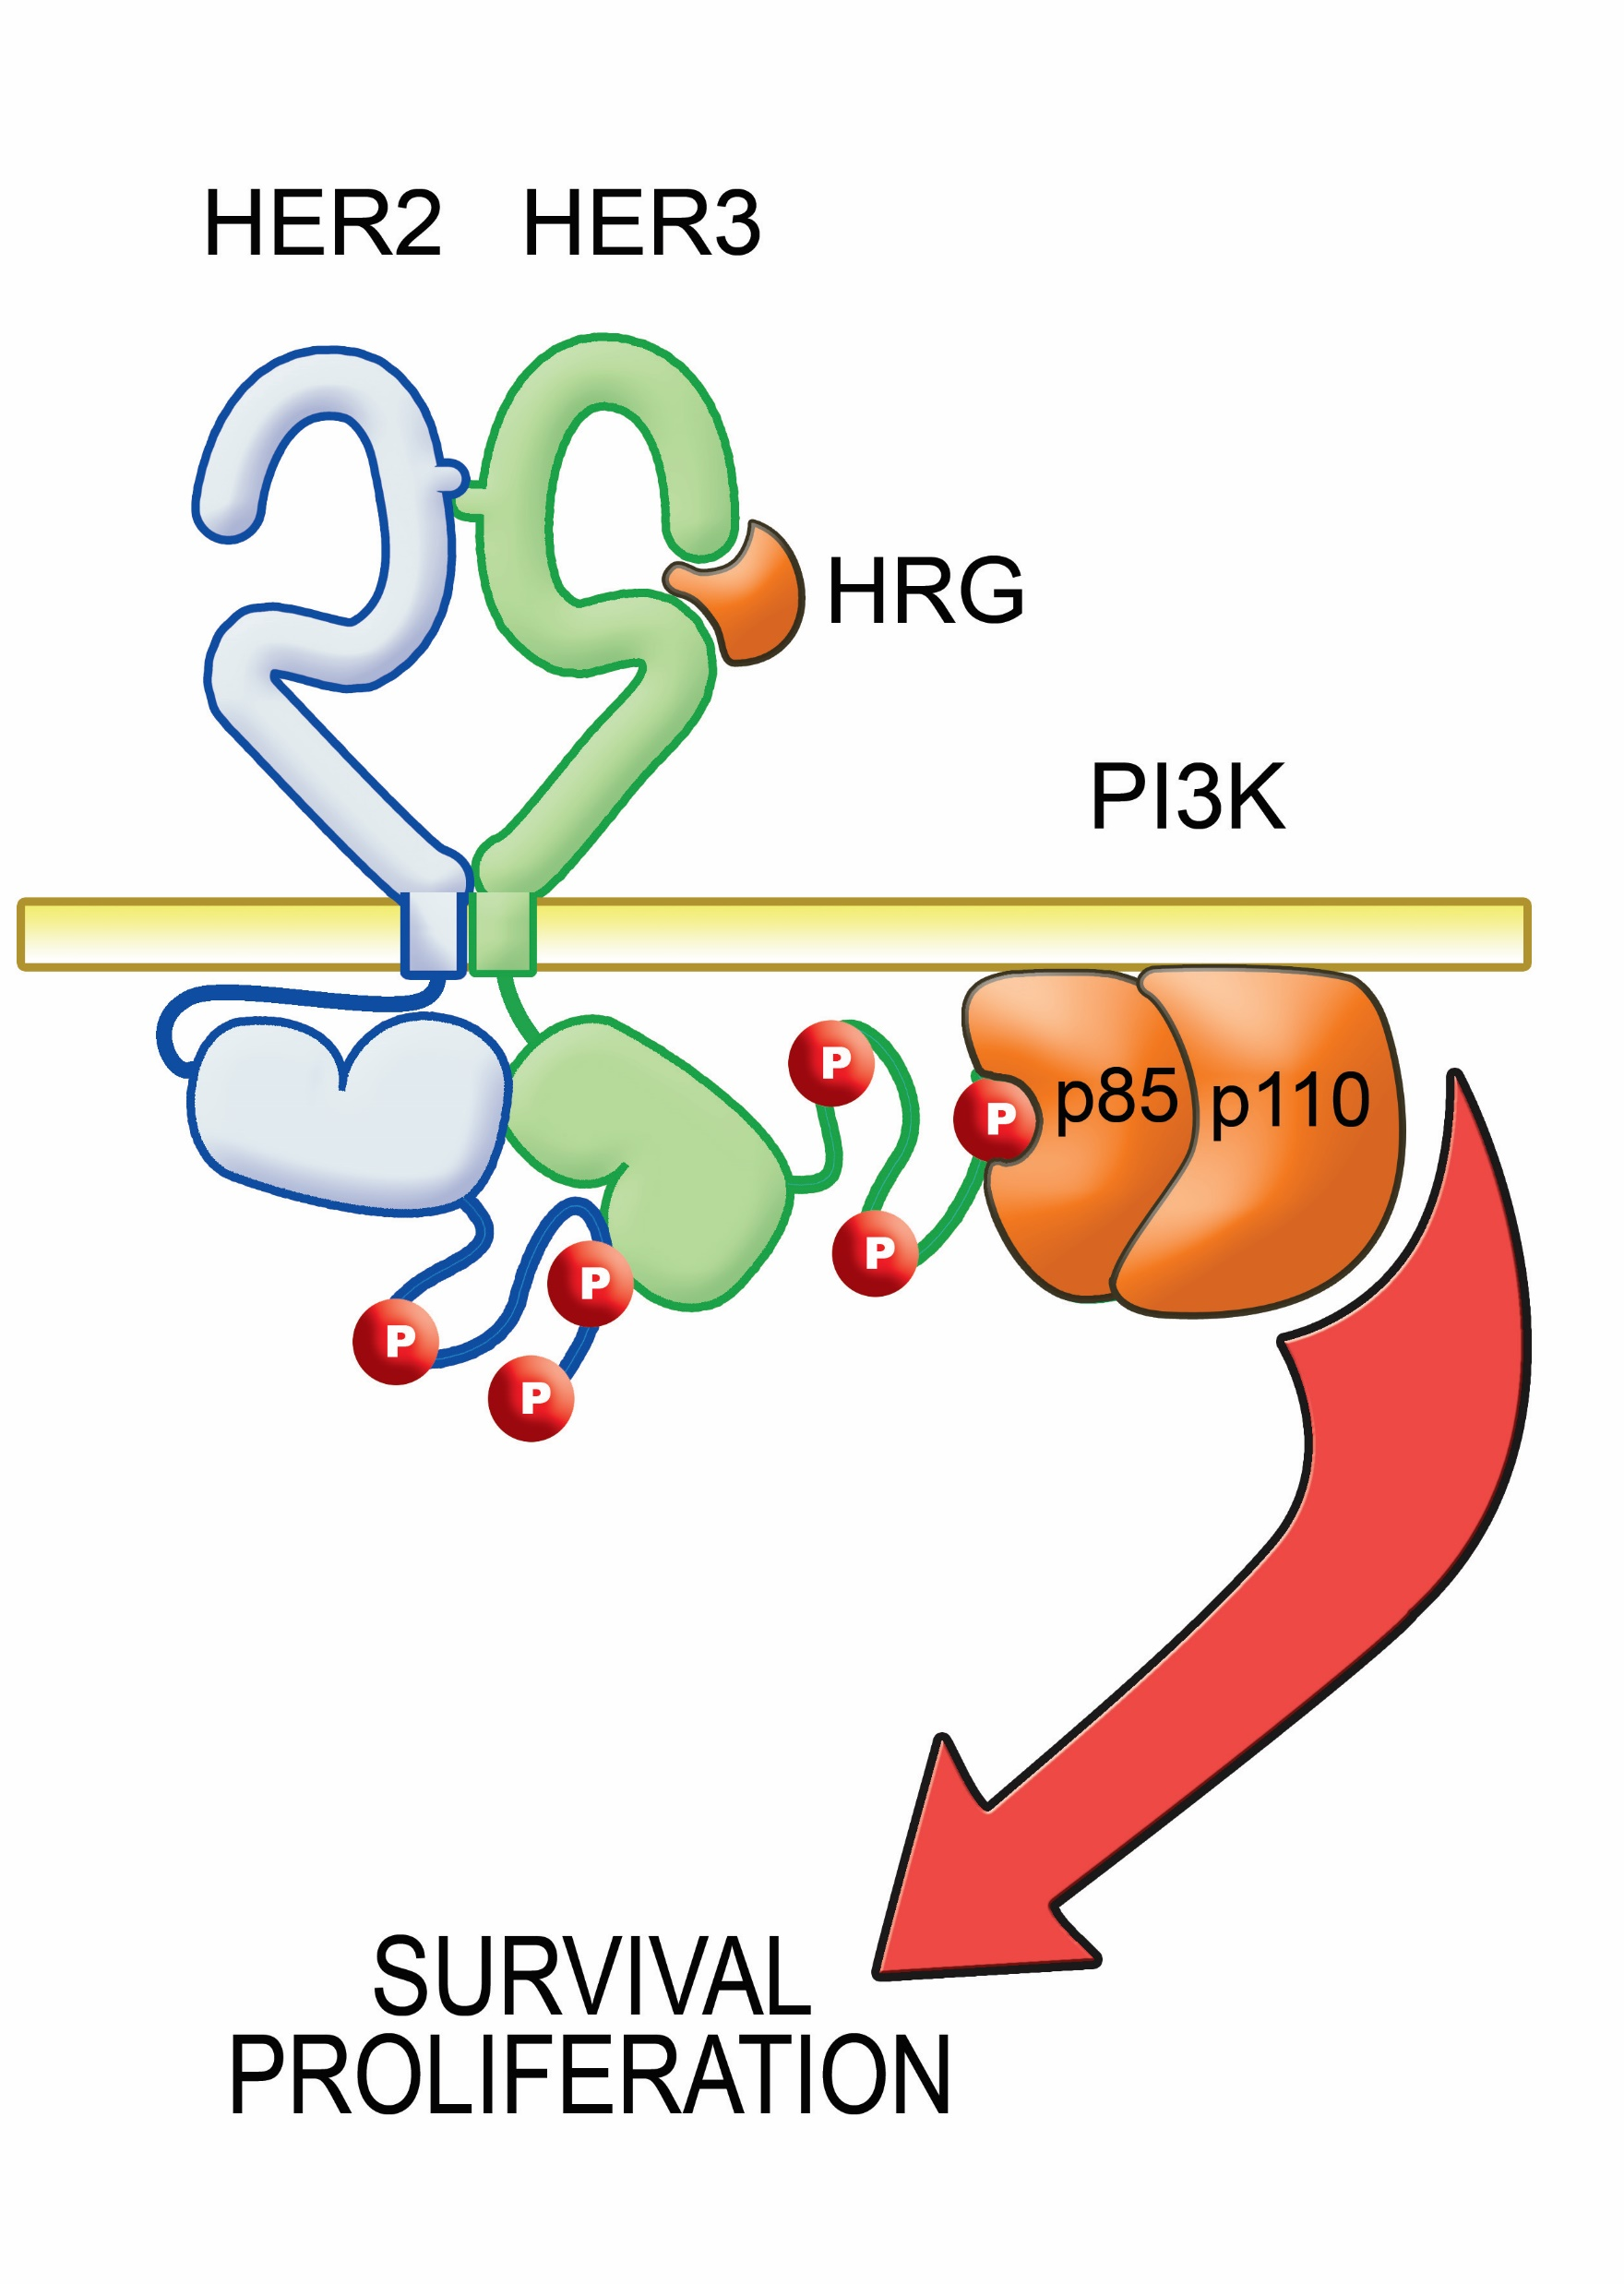 HER2 HER3
HRG
PI3K
P
P
p85 p110
P
P
P
P
SURVIVAL
PROLIFERATION